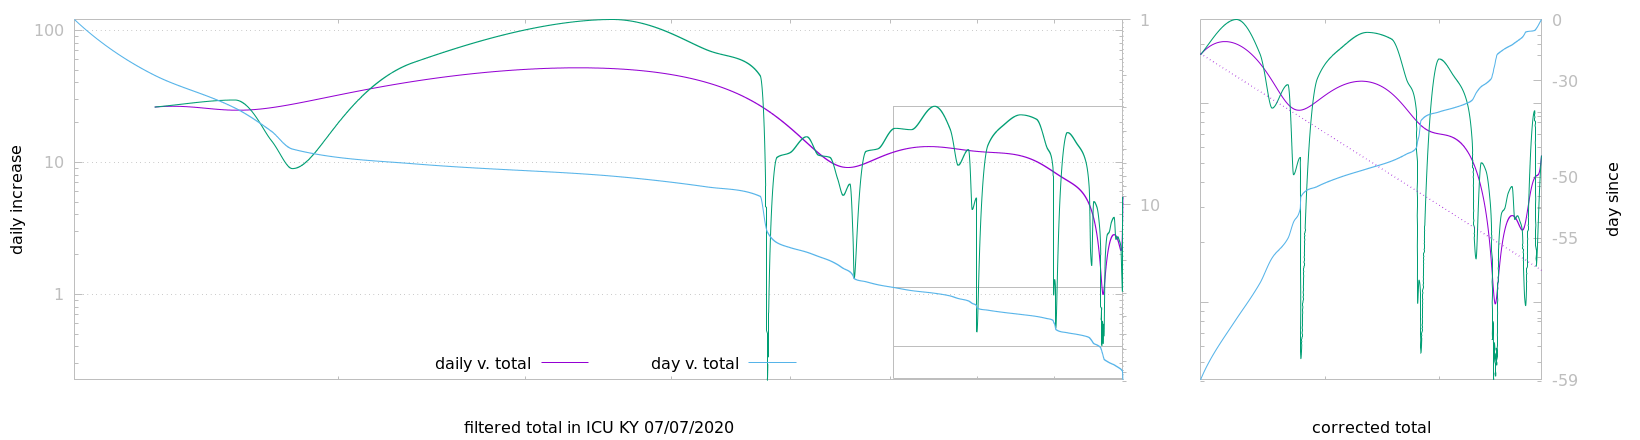 100
10
1
daily increase
daily v. total
day v. total
filtered total in ICU KY 07/07/2020
1
10
0
-30
-50
-55
-59
day since
corrected total